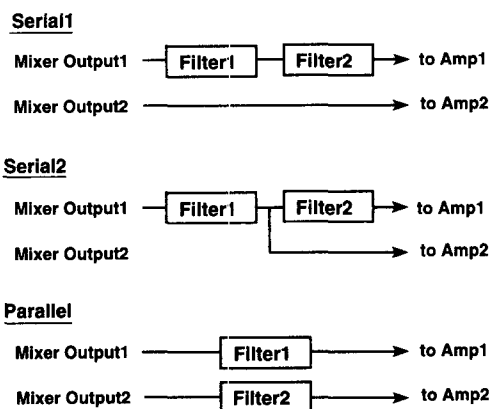 Serial1
Mixer Output1 Filter1 Filter2 to Amp1
Mixer Output2 to Amp2
Serial2
Mixer Output1 Filter1 Filter2 to Amp1
Mixer Output2 to Amp2
Parallel
Mixer Output1 Filter1 to Amp1
Mixer Output2 Filter2 to Amp2